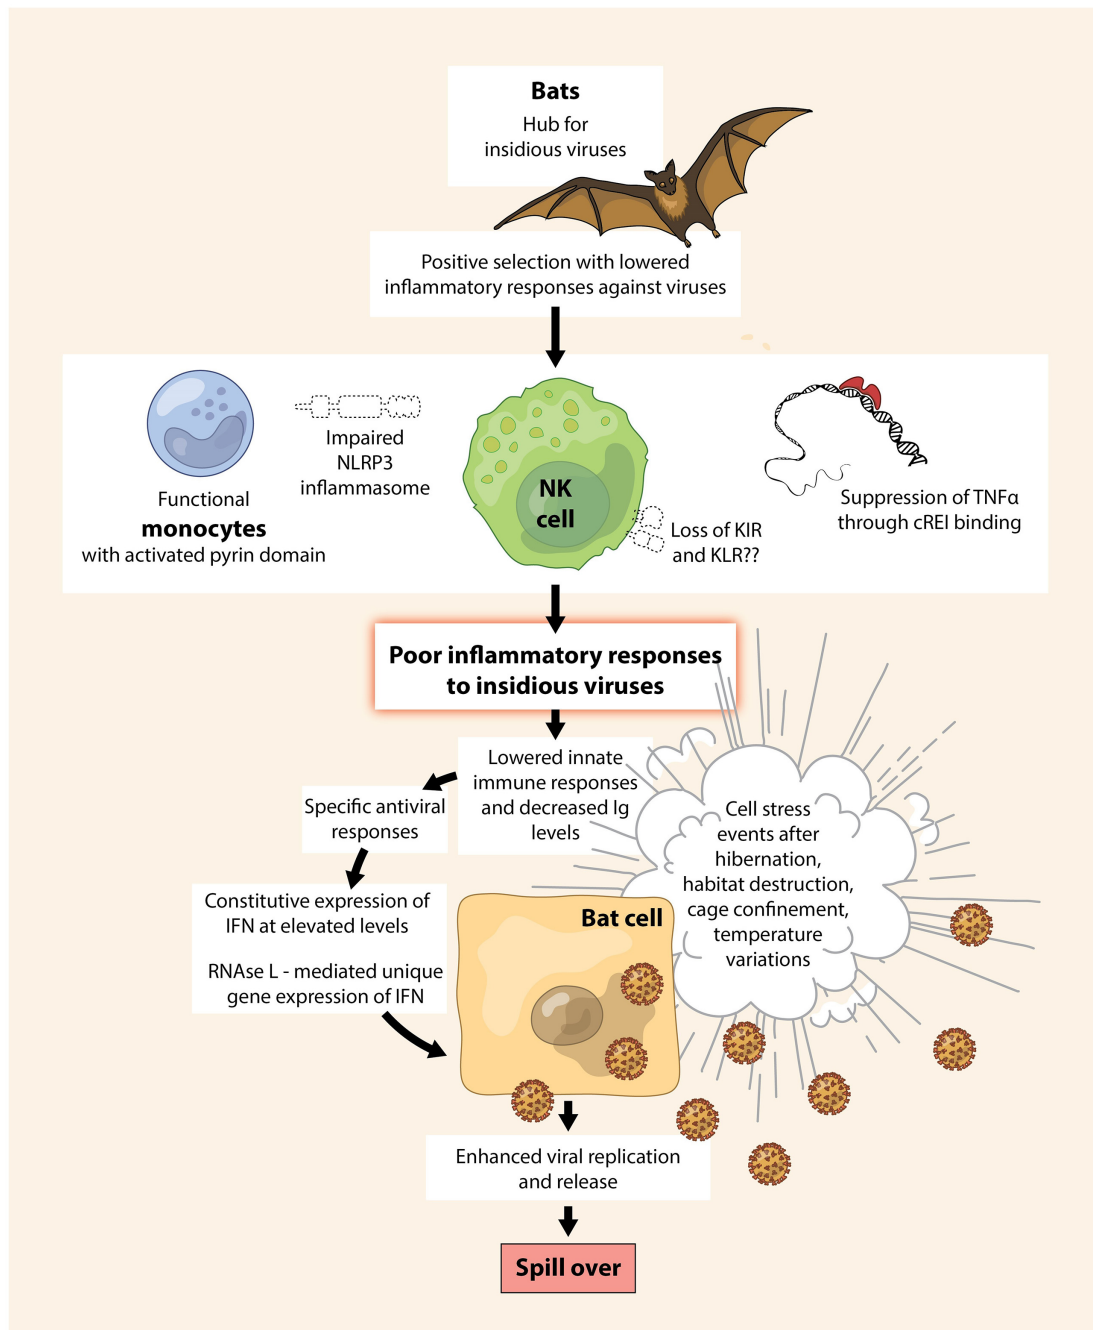 Bats
Hub for
insidious viruses
Positive selection with lowered
inflammatory responses against viruses
Functional
monocytes
with activated pyrin domain
Impaired
NLRP3
inflammasome
NK
cell
Loss of KIR
and KLR??
Suppression of TNFα
through cREI binding
Poor inflammatory responses
to insidious viruses
Lowered innate
immune responses
and decreased Ig
levels
Specific antiviral
responses
Constitutive expression of
IFN at elevated levels
RNAse L - mediated unique
gene expression of IFN
Cell stress
events after
hibernation,
habitat destruction,
cage confinement,
temperature
variations
Bat cell
Enhanced viral replication
and release
Spill over